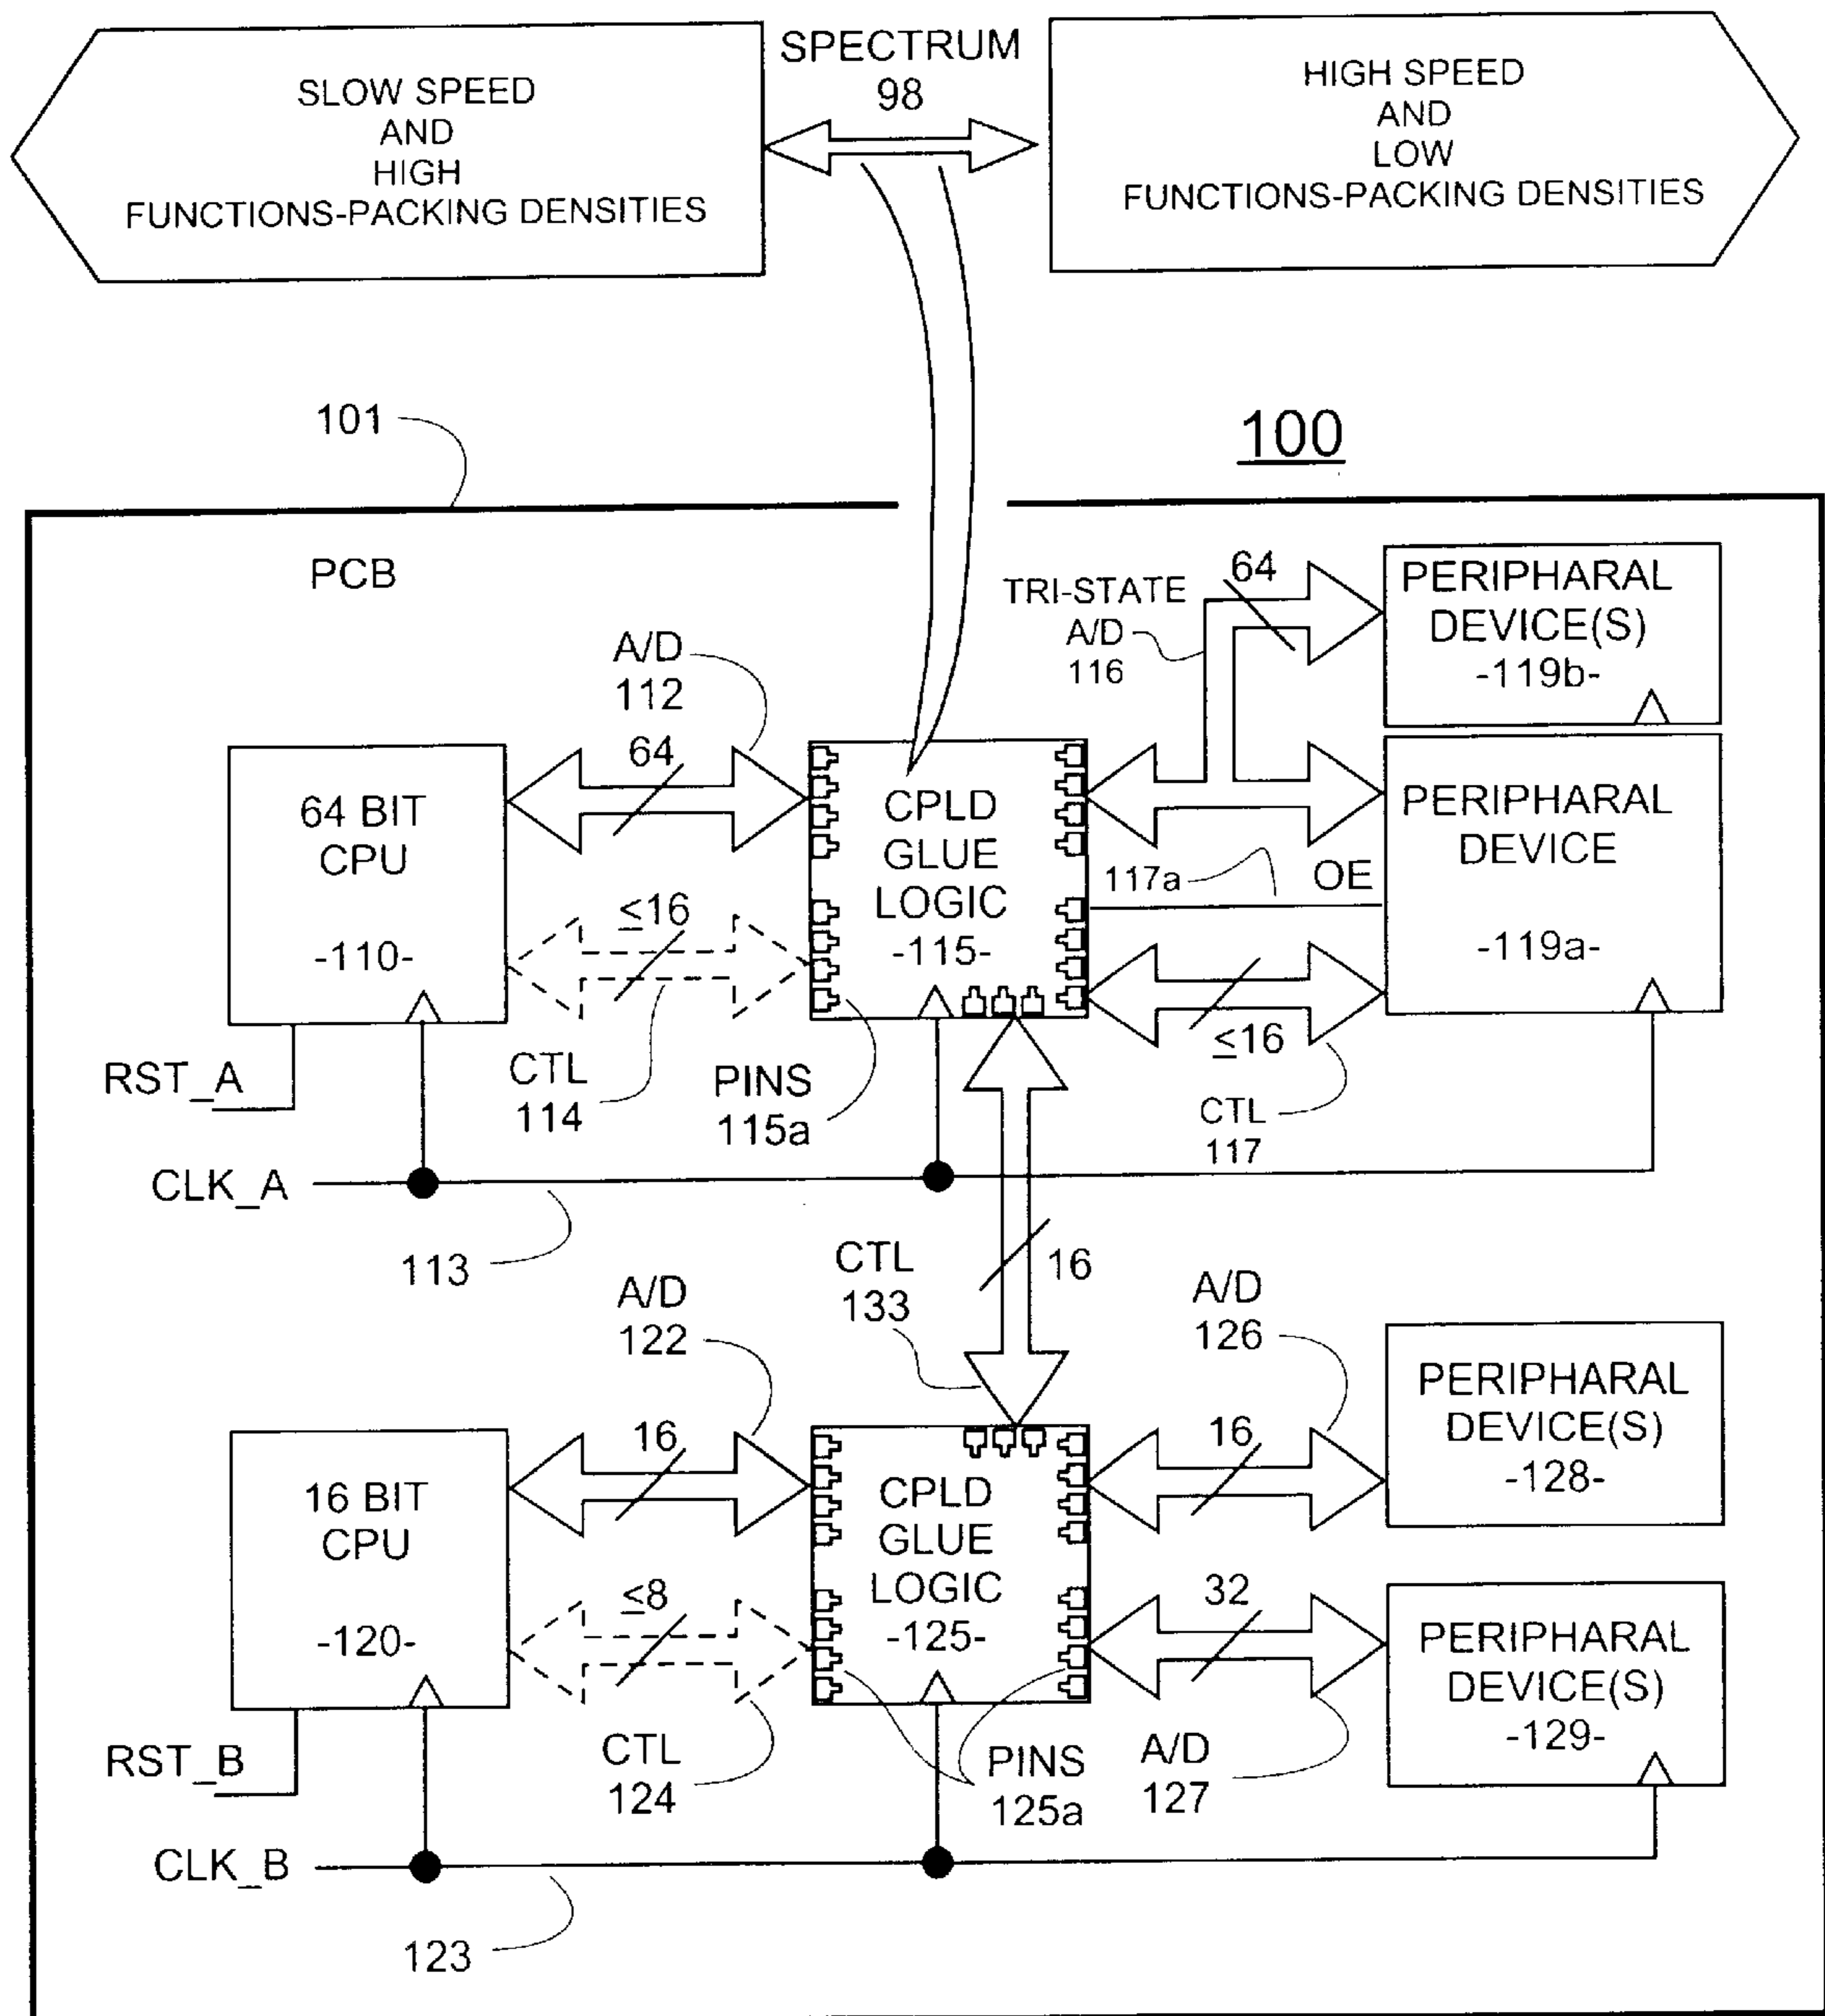 SLOW SPEED
AND
HIGH
FUNCTIONS-PACKING DENSITIES
SPECTRUM
98
HIGH SPEED
AND
LOW
FUNCTIONS-PACKING DENSITIES
101
100
PCB
A/D
112
64
TRI-STATE
A/D
116
64
PERIPHARAL
DEVICE(S)
-119b-
64 BIT
CPU
-110-
≤16
CTL
114
CPLD
GLUE
LOGIC
-115-
PINS
115a
117a
OE
≤16
CTL
117
PERIPHARAL
DEVICE
-119a-
RST_A
CLK_A
113
CTL
133
16
A/D
122
16
A/D
126
16
PERIPHARAL
DEVICE(S)
-128-
16 BIT
CPU
-120-
≤8
CTL
124
CPLD
GLUE
LOGIC
-125-
PINS
125a
32
A/D
127
PERIPHARAL
DEVICE(S)
-129-
RST_B
CLK_B
123